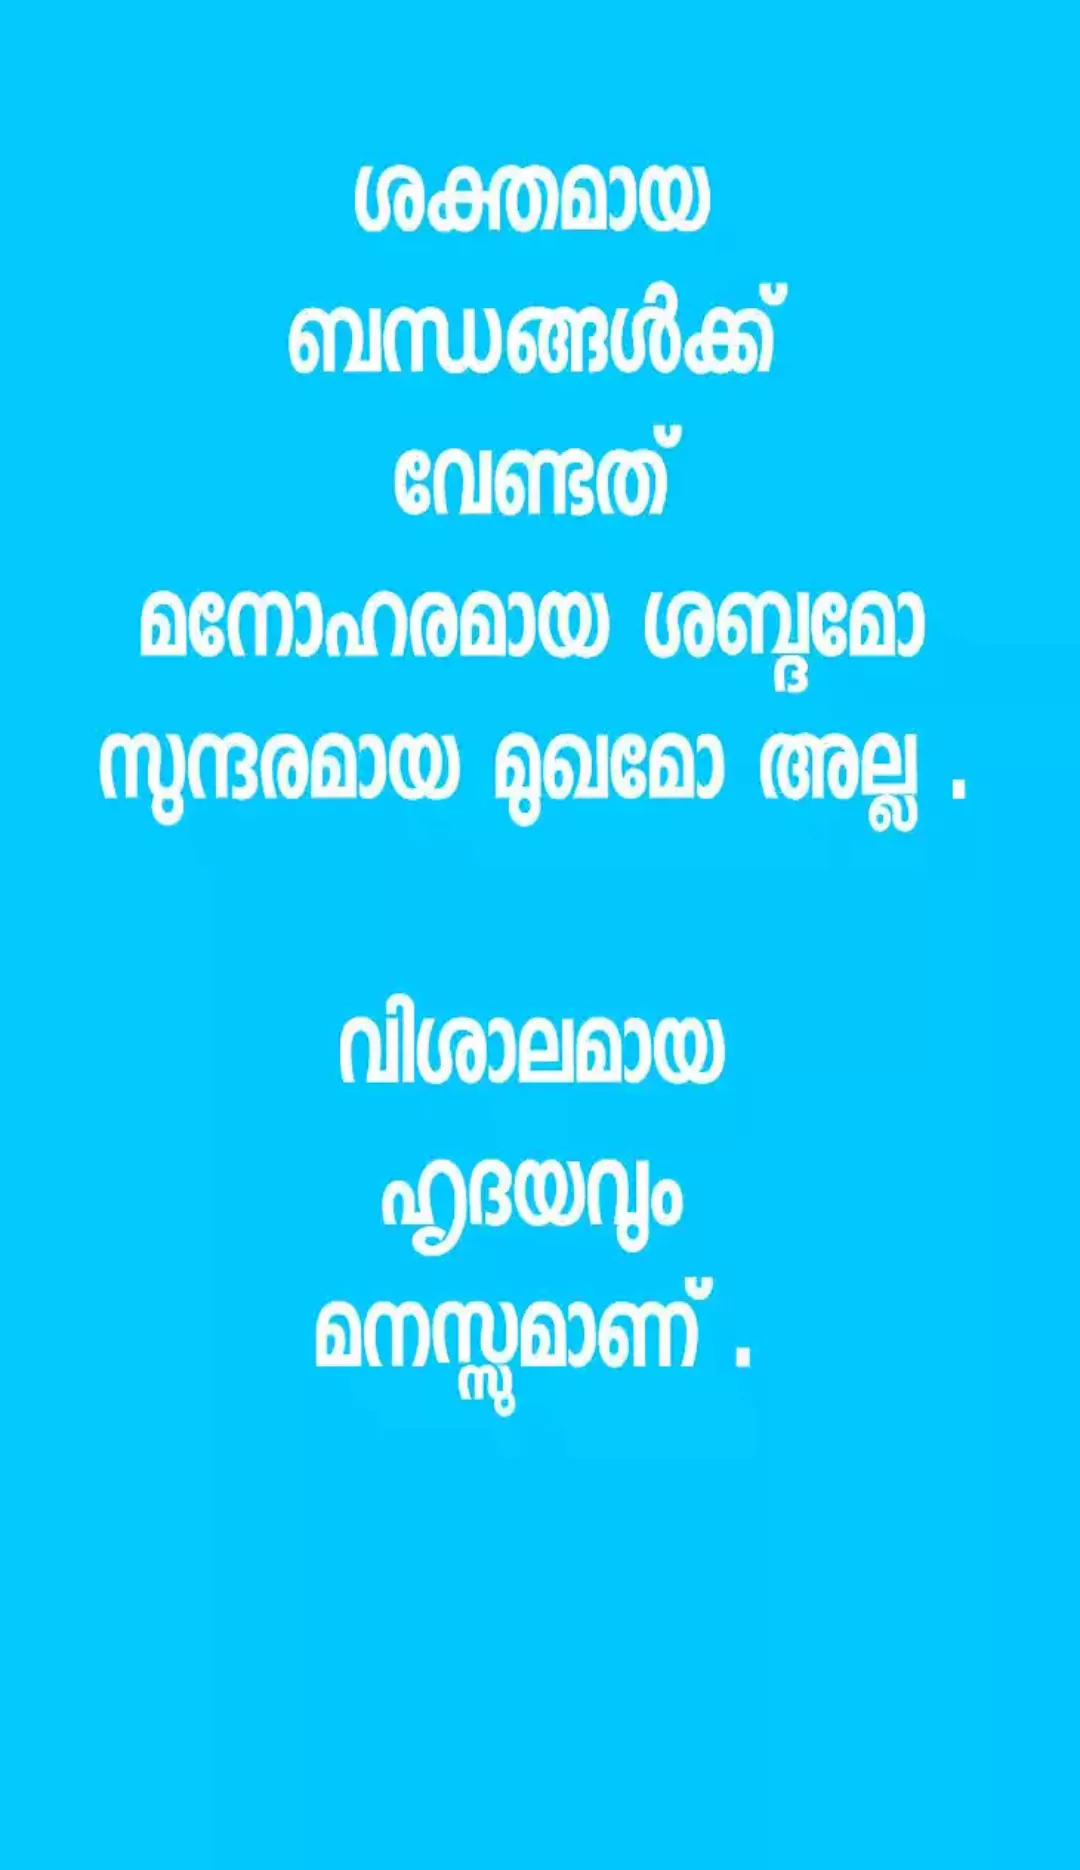 ശക്തമായ
ബന്ധങ്ങൾക്ക്
വേണ്ടത്
മനോഹരമായ ശബ്ദമോ
സുന്ദരമായ മുഖമോ അല്ല .
വിശാലമായ
ഹൃദയവും
മനസ്സുമാണ് .